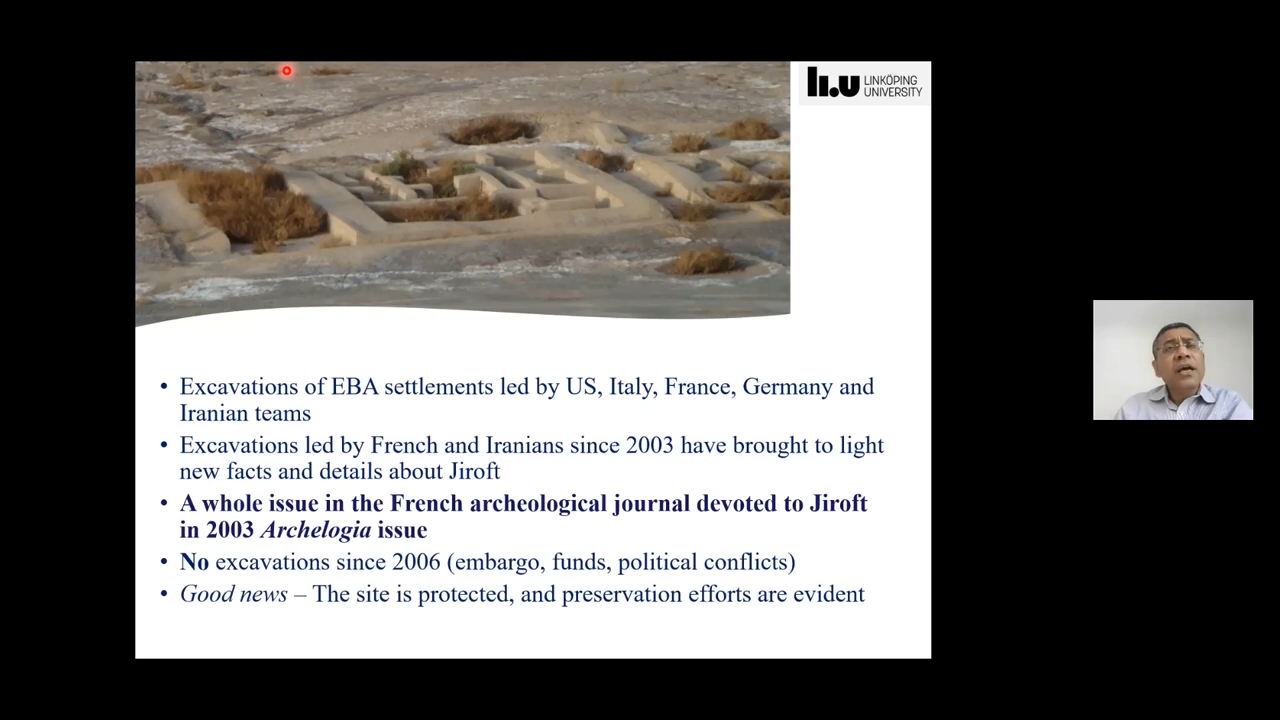 LINKÖPING
UNIVERSITY
• Excavations of EBA settlements led by US, Italy, France, Germany and
Iranian teams
• Excavations led by French and Iranians since 2003 have brought to light
new facts and details about Jiroft
• A whole issue in the French archeological journal devoted to Jiroft
in 2003 Archelogia issue
• No excavations since 2006 (embargo, funds, political conflicts)
• Good news – The site is protected, and preservation efforts are evident